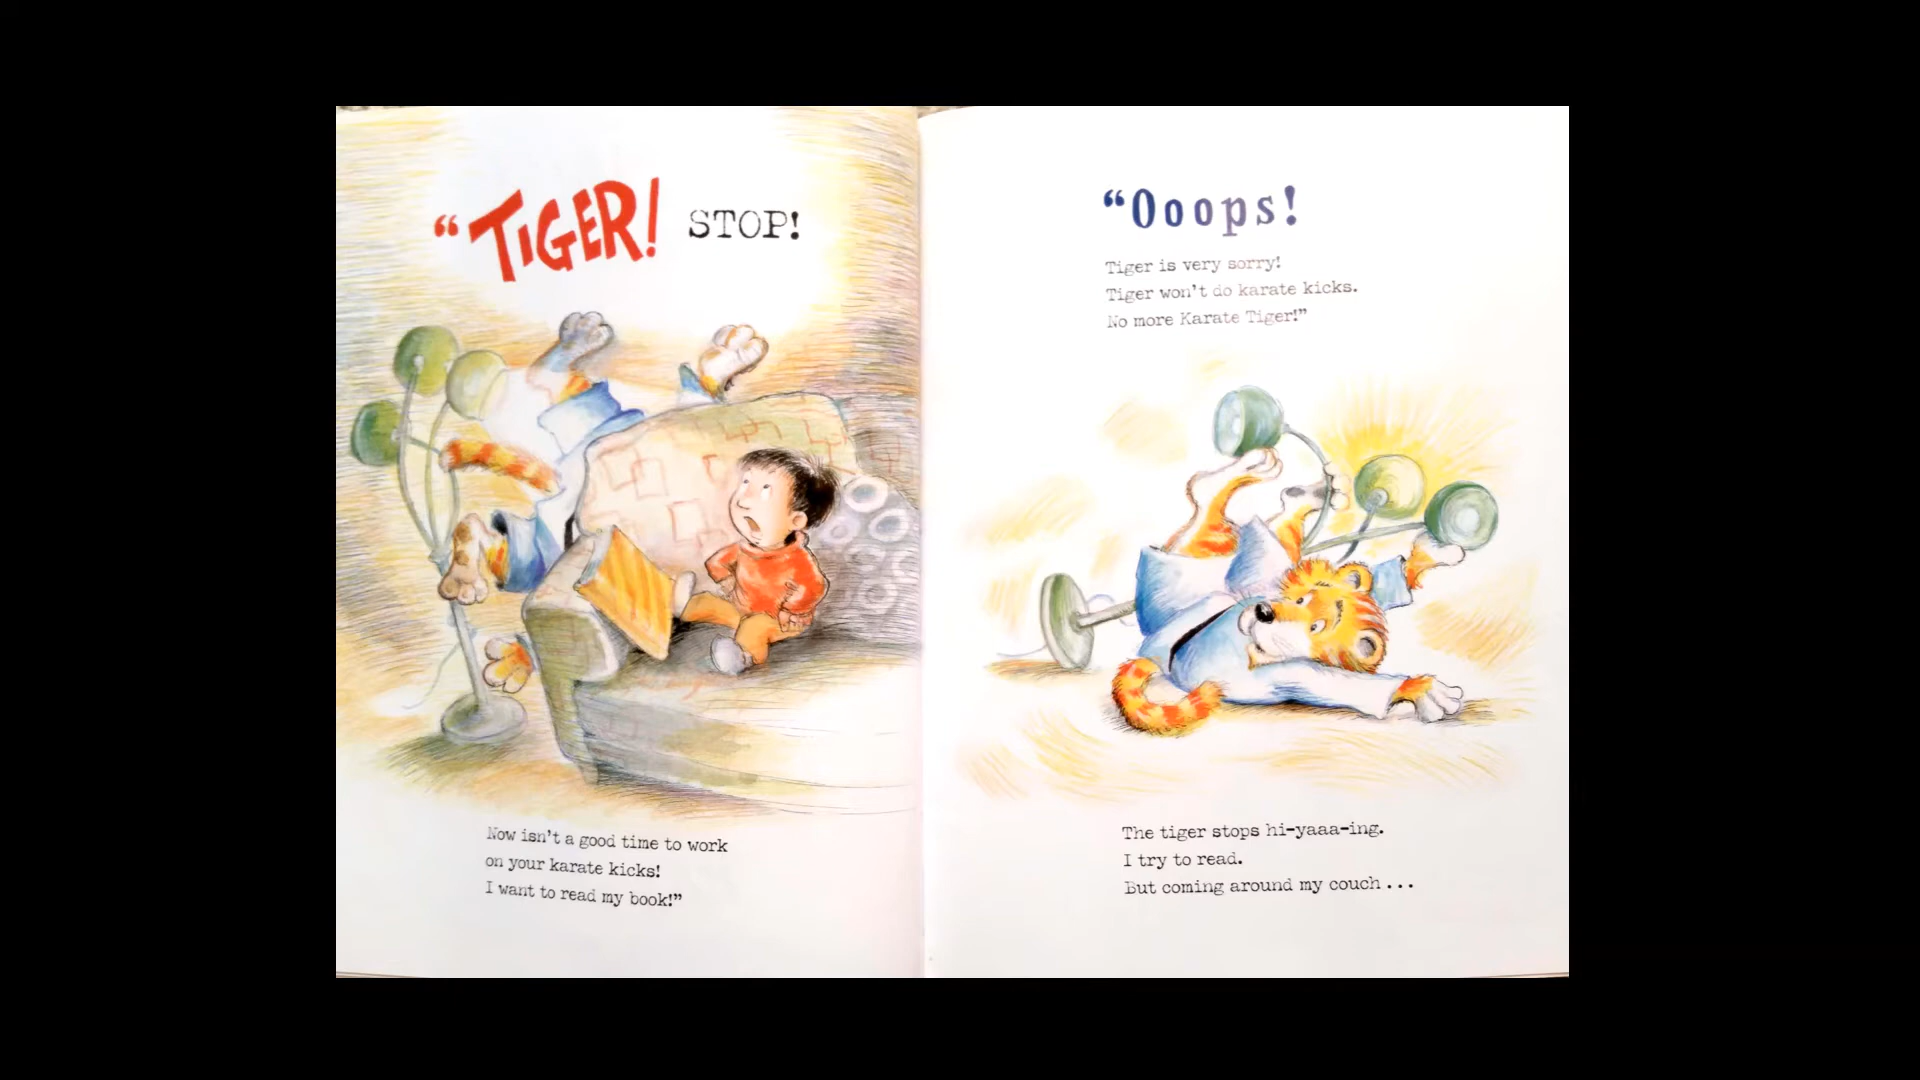 “TIGER! STOP!
Now isn’t a good time to work
on your karate kicks!
I want to read my book!”
“Ooops!
Tiger is very sorry!
Tiger won’t do karate kicks.
No more Karate Tiger!”
The tiger stops hi-yaaa-ing.
I try to read.
But coming around my couch . . .